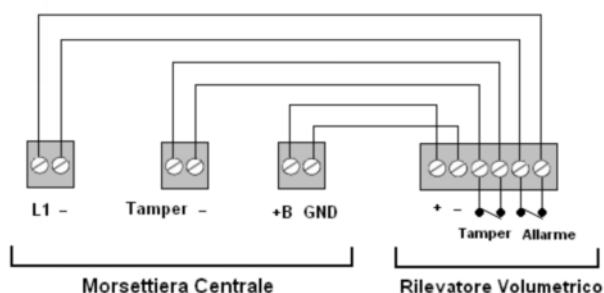 L1 - Tamper - +B GND + -
Tamper Allarme
Morsettiera Centrale Rilevatore Volumetrico